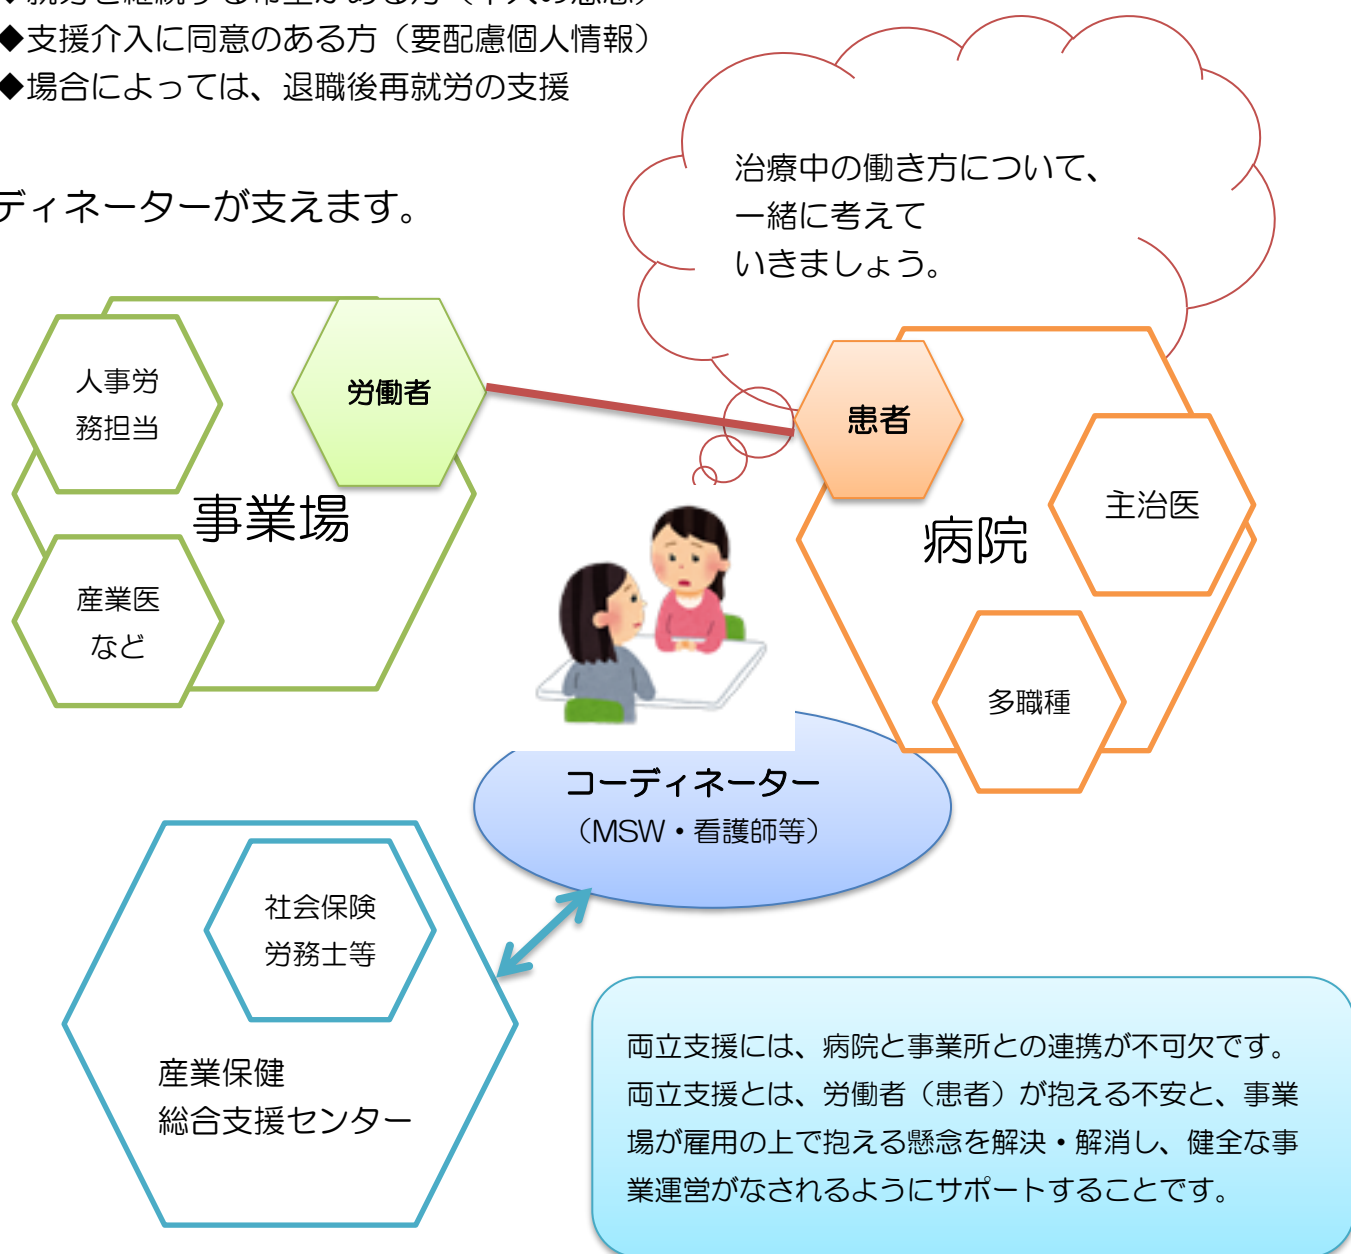 ◆支援介入に同意のある方（要配慮個人情報）
◆場合によっては、退職後再就労の支援
ディネーターが支えます。
治療中の働き方について、
一緒に考えて
いきましょう。
人事労
務担当
労働者
事業場
産業医
など
患者
病院
主治医
多職種
コーディネーター
（MSW・看護師等）
社会保険
労務士等
産業保健
総合支援センター
両立支援には、病院と事業所との連携が不可欠です。
両立支援とは、労働者（患者）が抱える不安と、事業
場が雇用の上で抱える懸念を解決・解消し、健全な事
業運営がなされるようにサポートすることです。